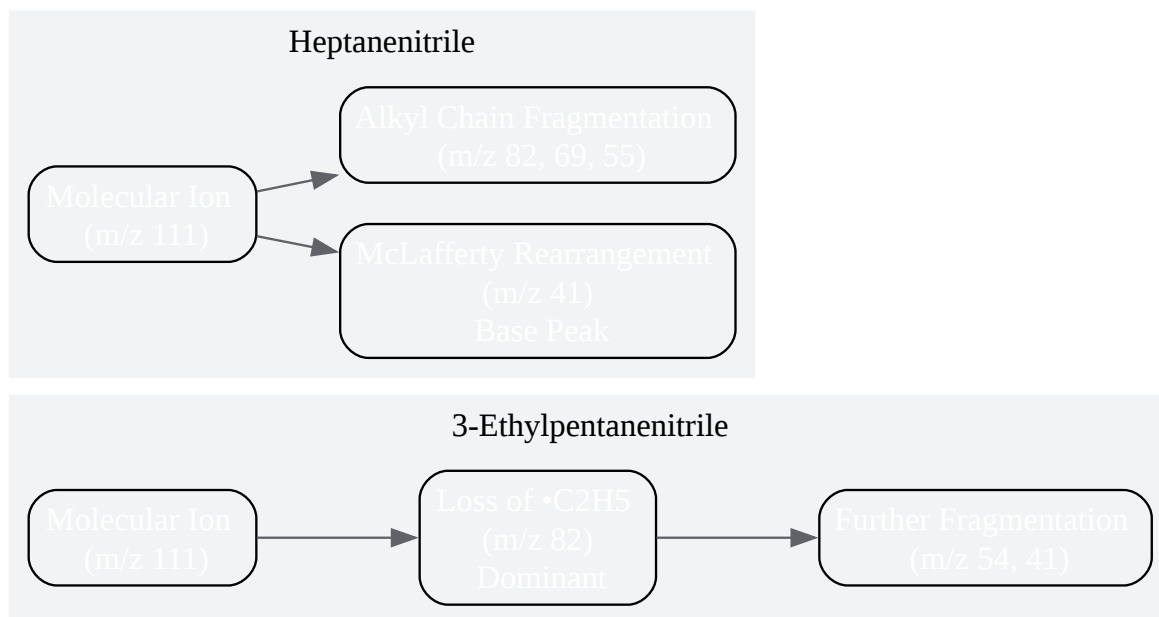 Heptanenitrile
Alkyl Chain Fragmentation
(m/z 82, 69, 55)
Molecular Ion
(m/z 111)
McLafferty Rearrangement
(m/z 41)
Base Peak
3-Ethylpentanenitrile
Molecular Ion
(m/z 111)
Loss of •C2H5
(m/z 82)
Dominant
Further Fragmentation
(m/z 54, 41)